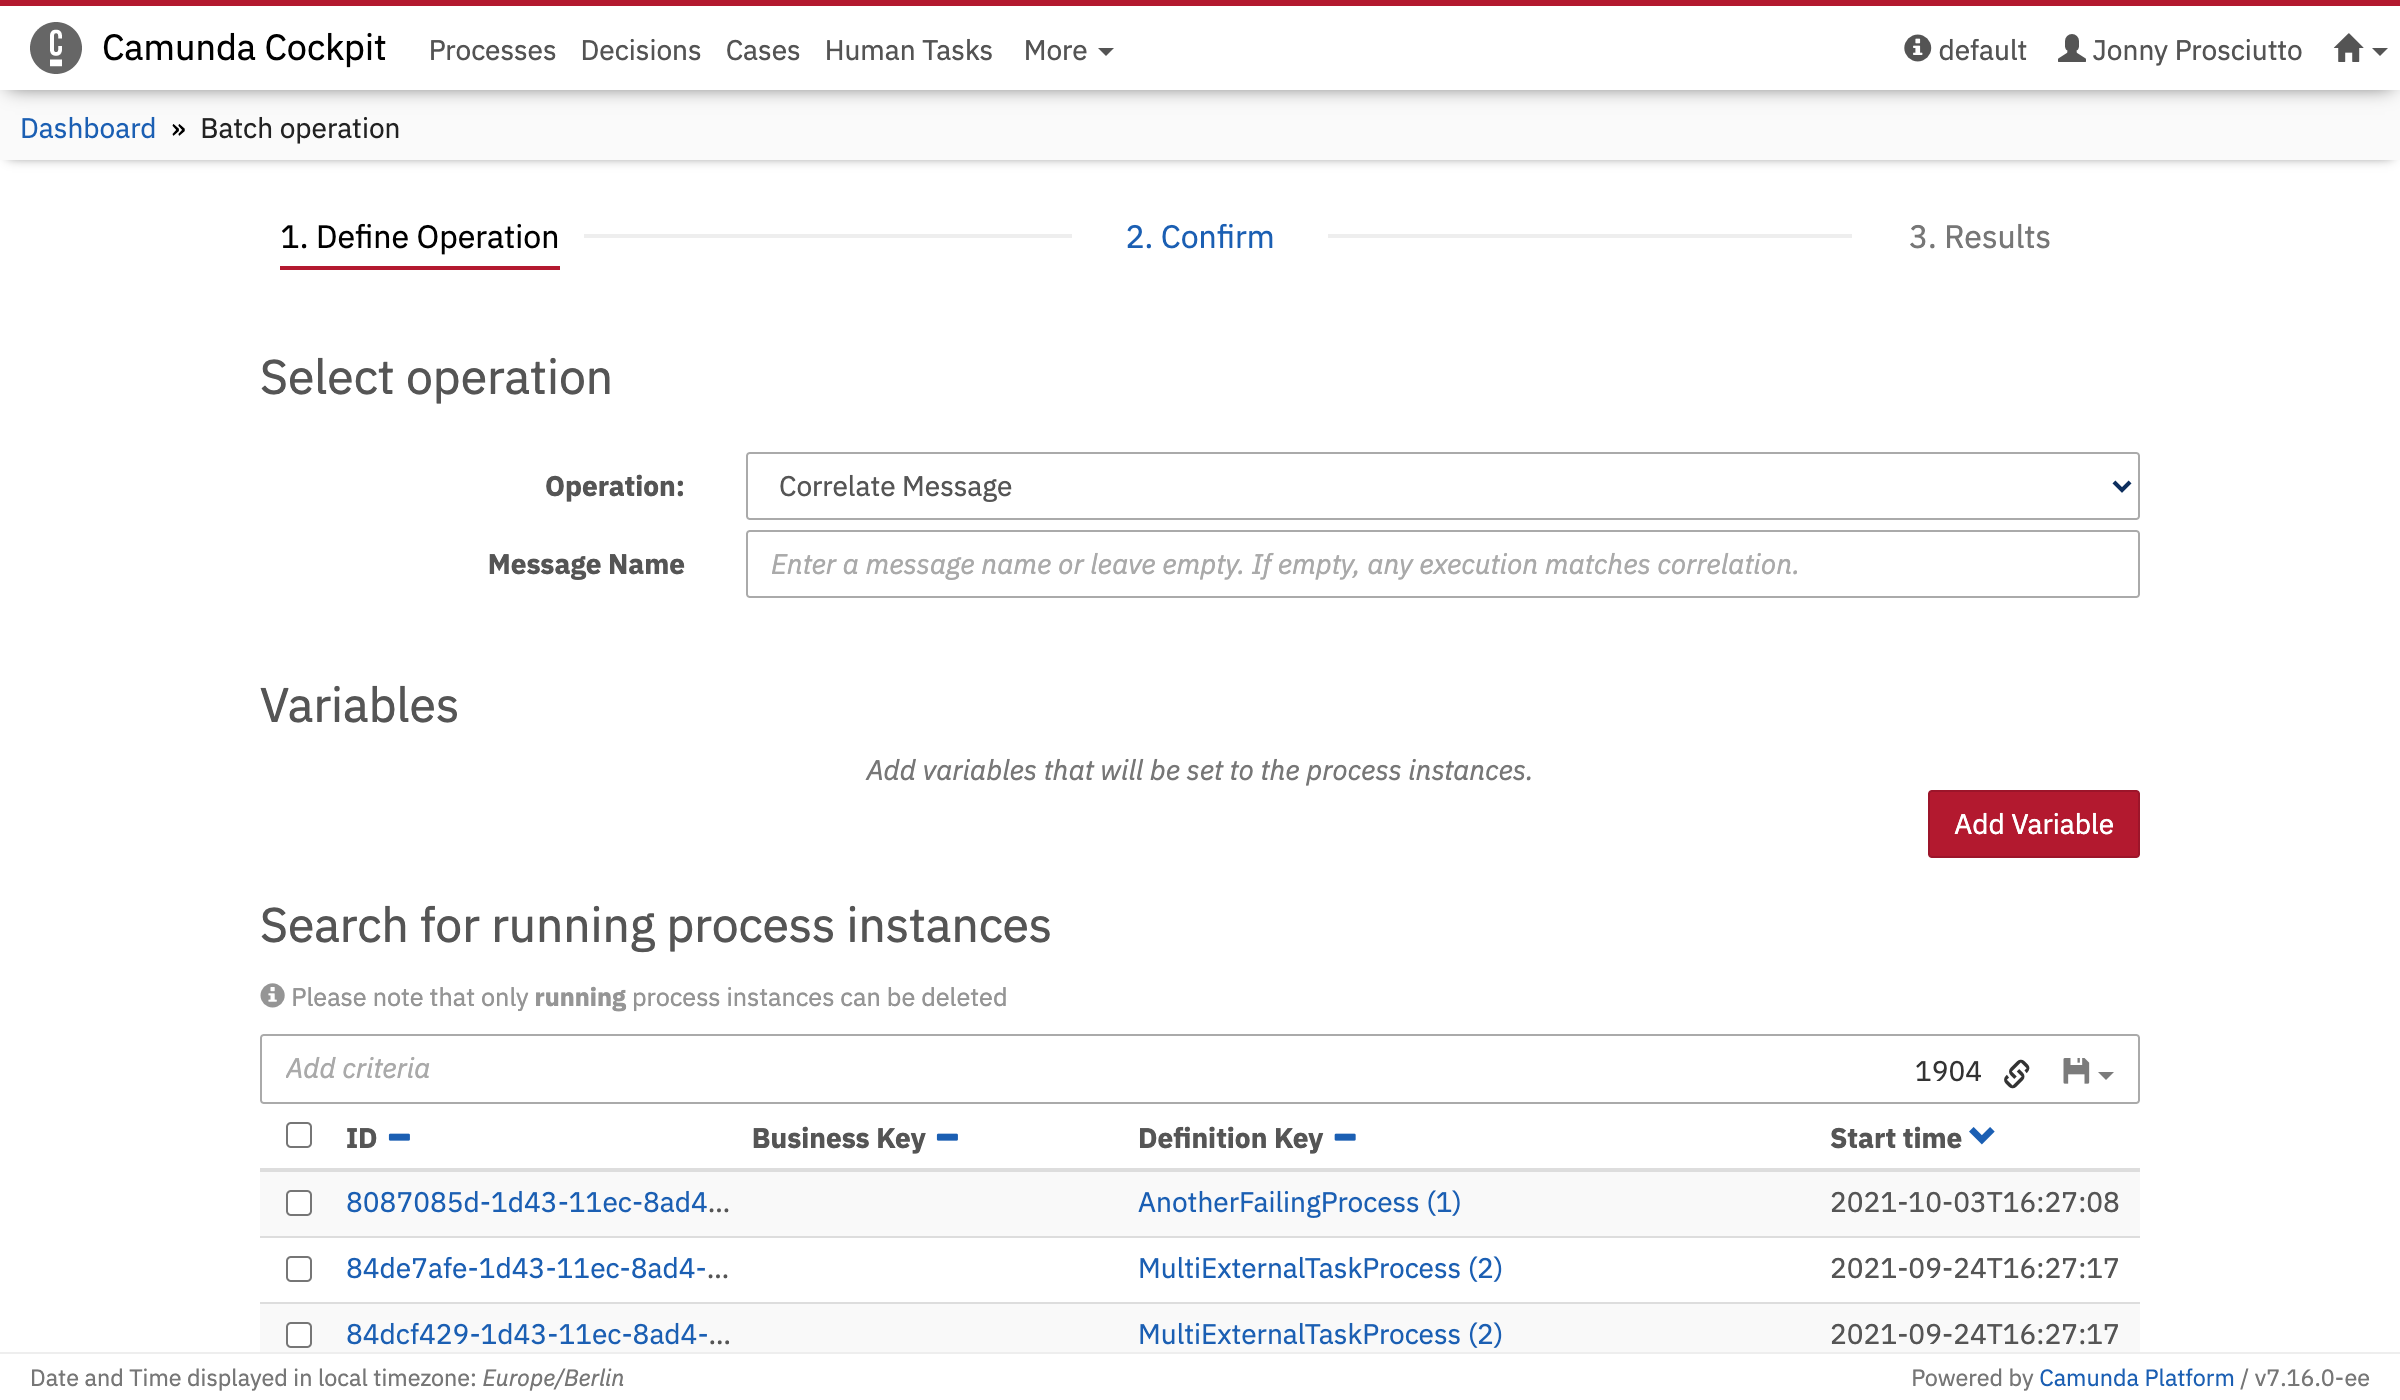 Camunda Cockpit Processes Decisions Cases Human Tasks More default Jonny Prosciutto
Dashboard » Batch operation
1. Define Operation 2. Confirm 3. Results
Select operation
Operation: Correlate Message
Message Name Enter a message name or leave empty. If empty, any execution matches correlation.
Variables
Add variables that will be set to the process instances.
Add Variable
Search for running process instances
Please note that only running process instances can be deleted
Add criteria 1904
ID Business Key Definition Key Start time
8087085d-1d43-11ec-8ad4... AnotherFailingProcess (1) 2021-10-03T16:27:08
84de7afe-1d43-11ec-8ad4-... MultiExternalTaskProcess (2) 2021-09-24T16:27:17
84dcf429-1d43-11ec-8ad4-... MultiExternalTaskProcess (2) 2021-09-24T16:27:17
Date and Time displayed in local timezone: Europe/Berlin Powered by Camunda Platform / v7.16.0-ee